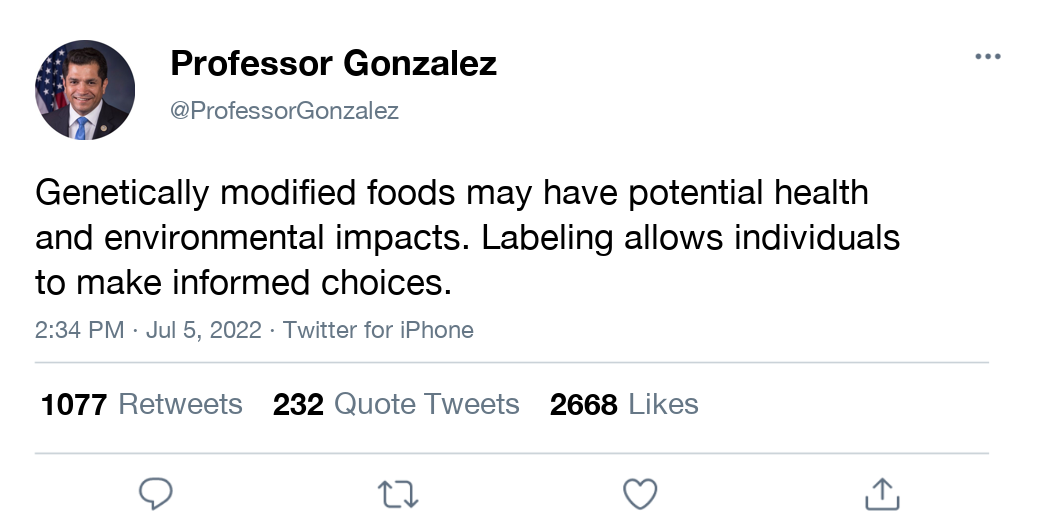 Professor Gonzalez
@ProfessorGonzalez
Genetically modified foods may have potential health
and environmental impacts. Labeling allows individuals
to make informed choices.
2:34 PM · Jul 5, 2022 · Twitter for iPhone
1077 Retweets 232 Quote Tweets 2668 Likes